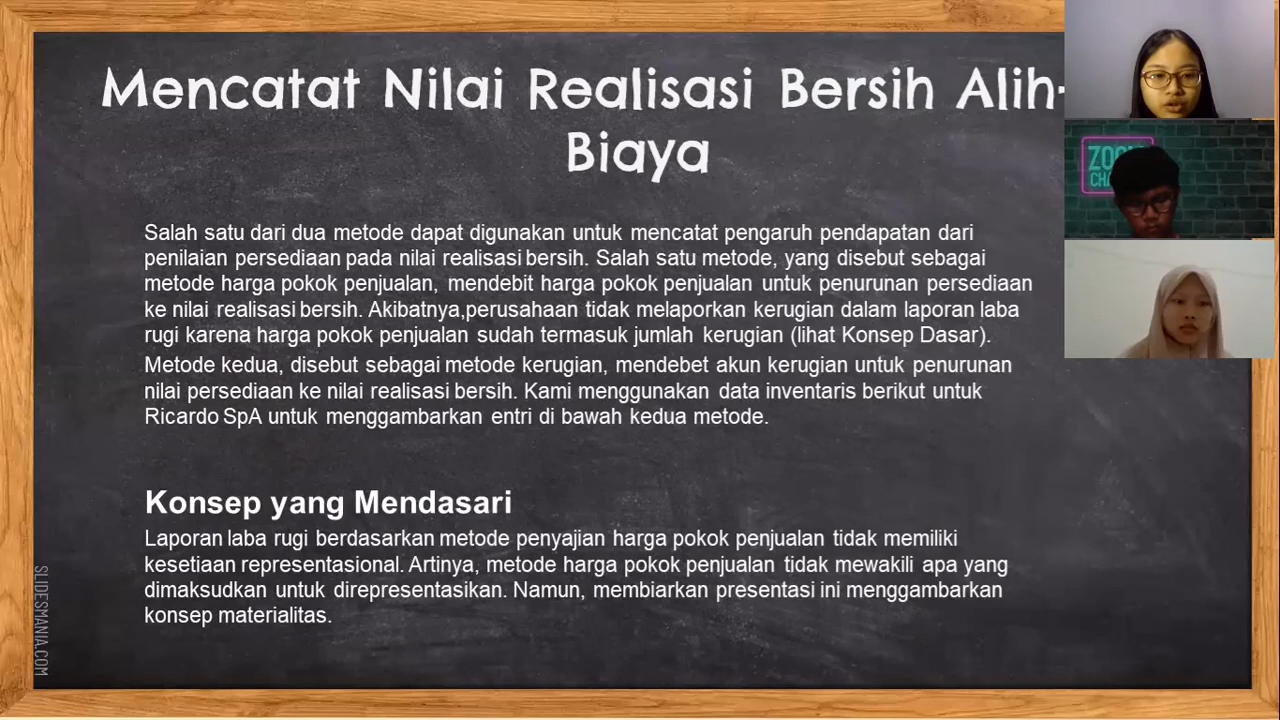 Mencatat Nilai Realisasi Bersih Alih-
Biaya
Salah satu dari dua metode dapat digunakan untuk mencatat pengaruh pendapatan dari
penilaian persediaan pada nilai realisasi bersih. Salah satu metode, yang disebut sebagai
metode harga pokok penjualan, mendebit harga pokok penjualan untuk penurunan persediaan
ke nilai realisasi bersih. Akibatnya,perusahaan tidak melaporkan kerugian dalam laporan laba
rugi karena harga pokok penjualan sudah termasuk jumlah kerugian (lihat Konsep Dasar).
Metode kedua, disebut sebagai metode kerugian, mendebet akun kerugian untuk penurunan
nilai persediaan ke nilai realisasi bersih. Kami menggunakan data inventaris berikut untuk
Ricardo SpA untuk menggambarkan entri di bawah kedua metode.
Konsep yang Mendasari
Laporan laba rugi berdasarkan metode penyajian harga pokok penjualan tidak memiliki
kesetiaan representasional. Artinya, metode harga pokok penjualan tidak mewakili apa yang
dimaksudkan untuk direpresentasikan. Namun, membiarkan presentasi ini menggambarkan
konsep materialitas.
SLIDESMANIA.COM